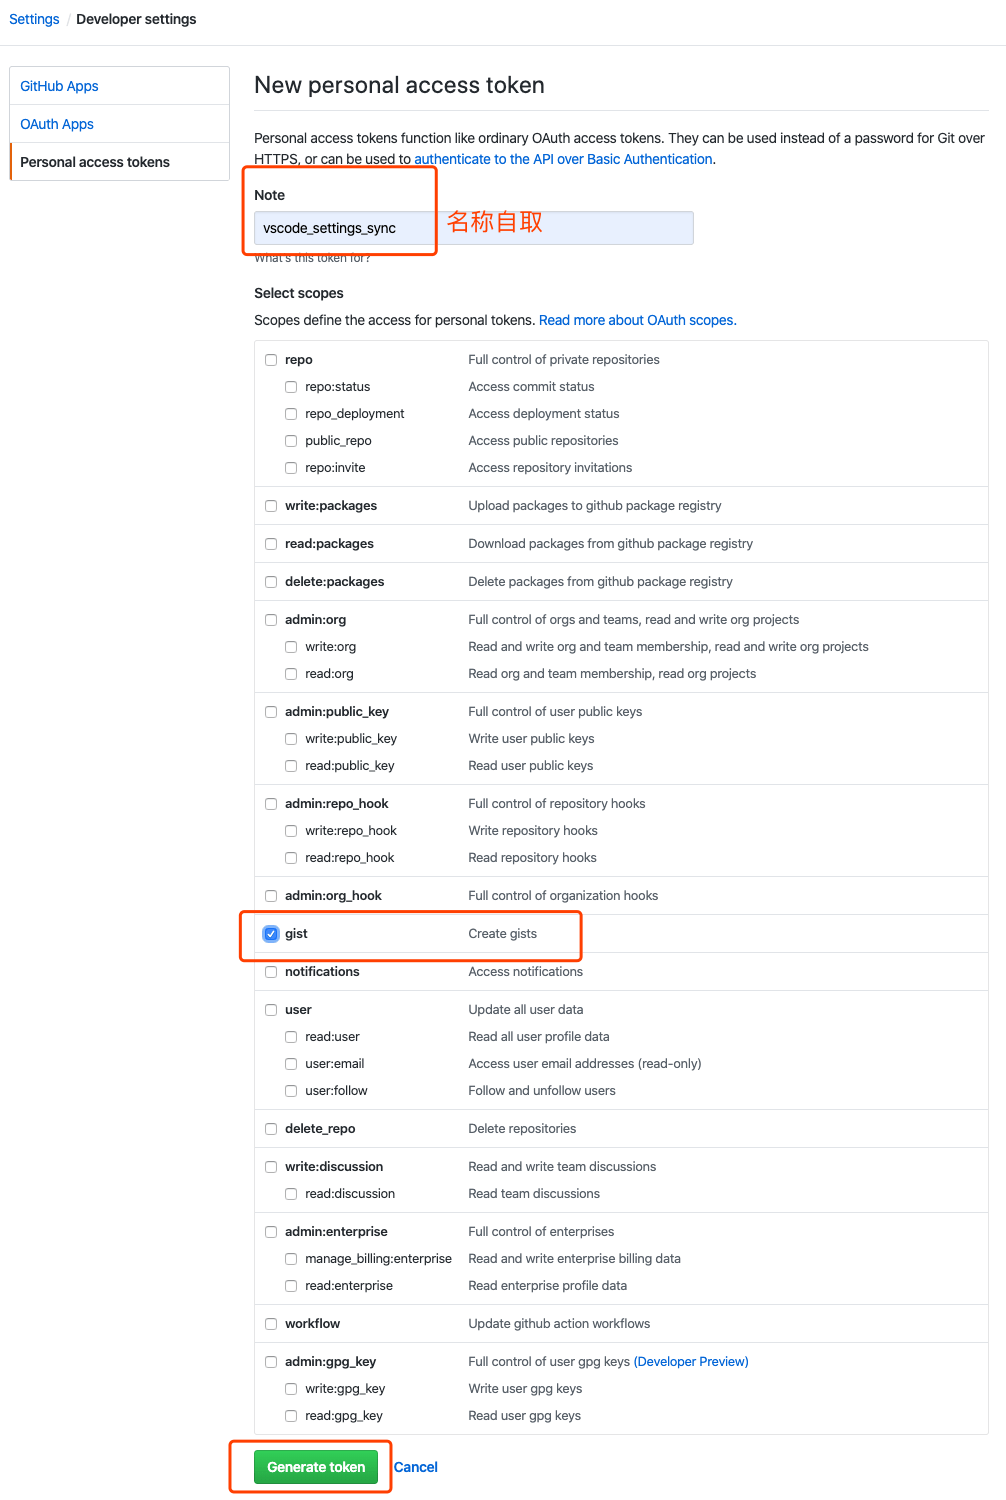 Settings / Developer settings
GitHub Apps
OAuth Apps
Personal access tokens
New personal access token
Personal access tokens function like ordinary OAuth access tokens. They can be used instead of a password for Git over
HTTPS, or can be used to authenticate to the API over Basic Authentication.
Note
vscode_settings_sync
名称自取
What's this token for?
Select scopes
Scopes define the access for personal tokens. Read more about OAuth scopes.
repo Full control of private repositories
repo:status Access commit status
repo_deployment Access deployment status
public_repo Access public repositories
repo:invite Access repository invitations
write:packages Upload packages to github package registry
read:packages Download packages from github package registry
delete:packages Delete packages from github package registry
admin:org Full control of orgs and teams, read and write org projects
write:org Read and write org and team membership, read and write org projects
read:org Read org and team membership, read org projects
admin:public_key Full control of user public keys
write:public_key Write user public keys
read:public_key Read user public keys
admin:repo_hook Full control of repository hooks
write:repo_hook Write repository hooks
read:repo_hook Read repository hooks
admin:org_hook Full control of organization hooks
gist Create gists
notifications Access notifications
user Update all user data
read:user Read all user profile data
user:email Access user email addresses (read-only)
user:follow Follow and unfollow users
delete_repo Delete repositories
write:discussion Read and write team discussions
read:discussion Read team discussions
admin:enterprise Full control of enterprises
manage_billing:enterprise Read and write enterprise billing data
read:enterprise Read enterprise profile data
workflow Update github action workflows
admin:gpg_key Full control of user gpg keys (Developer Preview)
write:gpg_key Write user gpg keys
read:gpg_key Read user gpg keys
Generate token Cancel